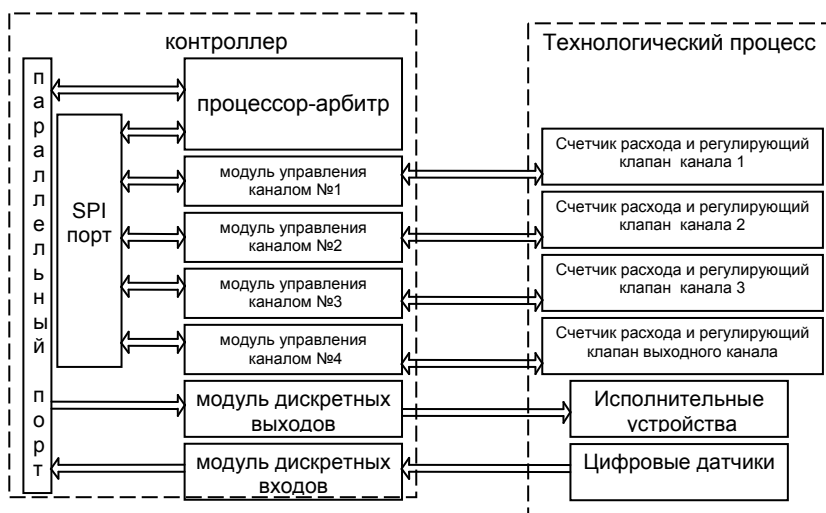 контроллер
Технологический процесс
параллельный порт
SPI
порт
процессор-арбитр
модуль управления
каналом №1
модуль управления
каналом №2
модуль управления
каналом №3
модуль управления
каналом №4
модуль дискретных
выходов
модуль дискретных
входов
Счетчик расхода и регулирующий
клапан канала 1
Счетчик расхода и регулирующий
клапан канала 2
Счетчик расхода и регулирующий
клапан канала 3
Счетчик расхода и регулирующий
клапан выходного канала
Исполнительные
устройства
Цифровые датчики